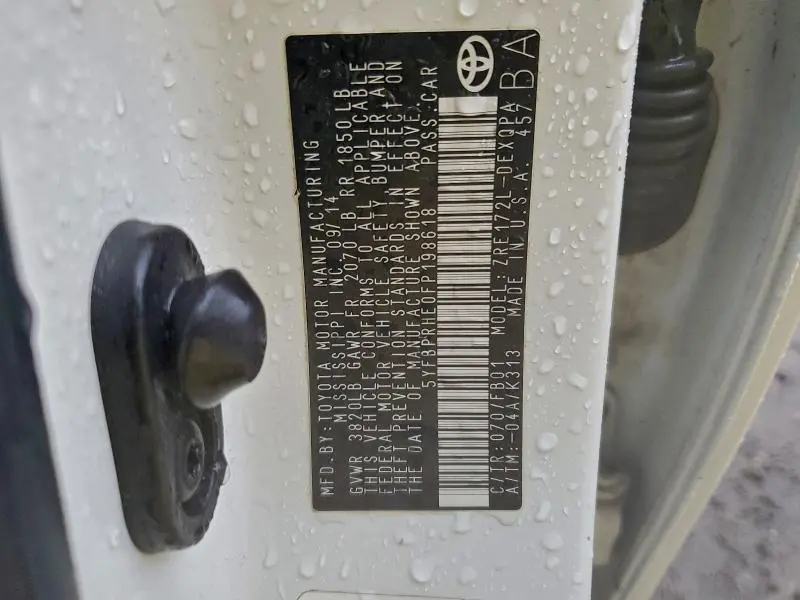 MFD.BY: TOYOTA MOTOR MANUFACTURING
MISSISSIPPI INC. 09/14
GVWR 3820LB GAWR FR 2070 LB RR 1850 LB
THIS VEHICLE CONFORMS TO ALL APPLICABLE
FEDERAL MOTOR VEHICLE SAFETY BUMPER AND
THEFT PREVENTION STANDARDS IN EFFECT ON
THE DATE OF MANUFACTURE SHOWN ABOVE.
5YFBPRHE0FP198618 PASS. CAR
C/TR: 070/FB01 MODEL: ZRE172L-DEXQPA
A/TM: -04A/K313 MADE IN U.S.A. 457 BA